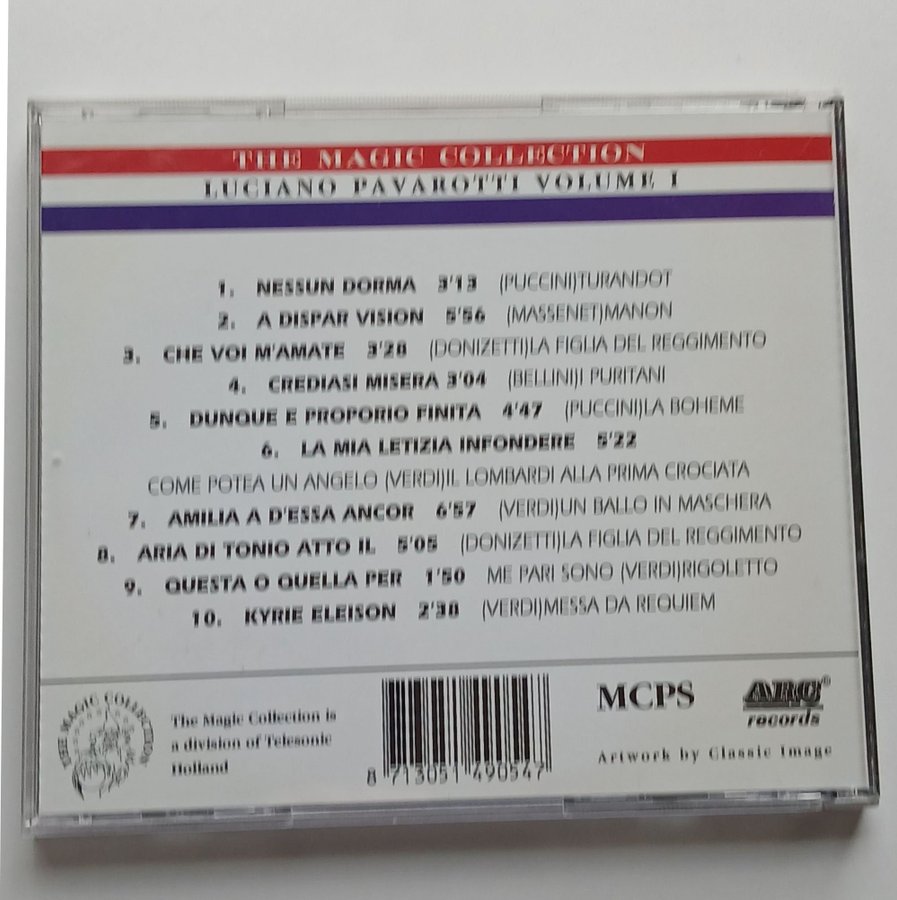 THE MAGIC COLLECTION
LUCIANO PAVAROTTI VOLUME I
1. NESSUN DORMA 3'13 (PUCCINI)TURANDOT
2. A DISPAR VISION 5'56 (MASSENET)MANON
3. CHE VOI M'AMATE 3'28 (DONIZETTI)LA FIGLIA DEL REGGIMENTO
4. CREDIASI MISERA 3'04 (BELLINI)I PURITANI
5. DUNQUE E PROPORIO FINITA 4'47 (PUCCINI)LA BOHEME
6. LA MIA LETIZIA INFONDERE 5'22
COME POTEA UN ANGELO (VERDI)IL LOMBARDI ALLA PRIMA CROCIATA
7. AMILIA A D'ESSA ANCOR 6'57 (VERDI)UN BALLO IN MASCHERA
8. ARIA DI TONIO ATTO IL 5'05 (DONIZETTI)LA FIGLIA DEL REGGIMENTO
9. QUESTA O QUELLA PER 1'50 ME PARI SONO (VERDI)RIGOLETTO
10. KYRIE ELEISON 2'38 (VERDI)MESSA DA REQUIEM
THE MAGIC COLLECTION
The Magic Collection is
a division of Telesonic
Holland
8 713051 490547
MCPS
ARC®
records
Artwork by Classic Image